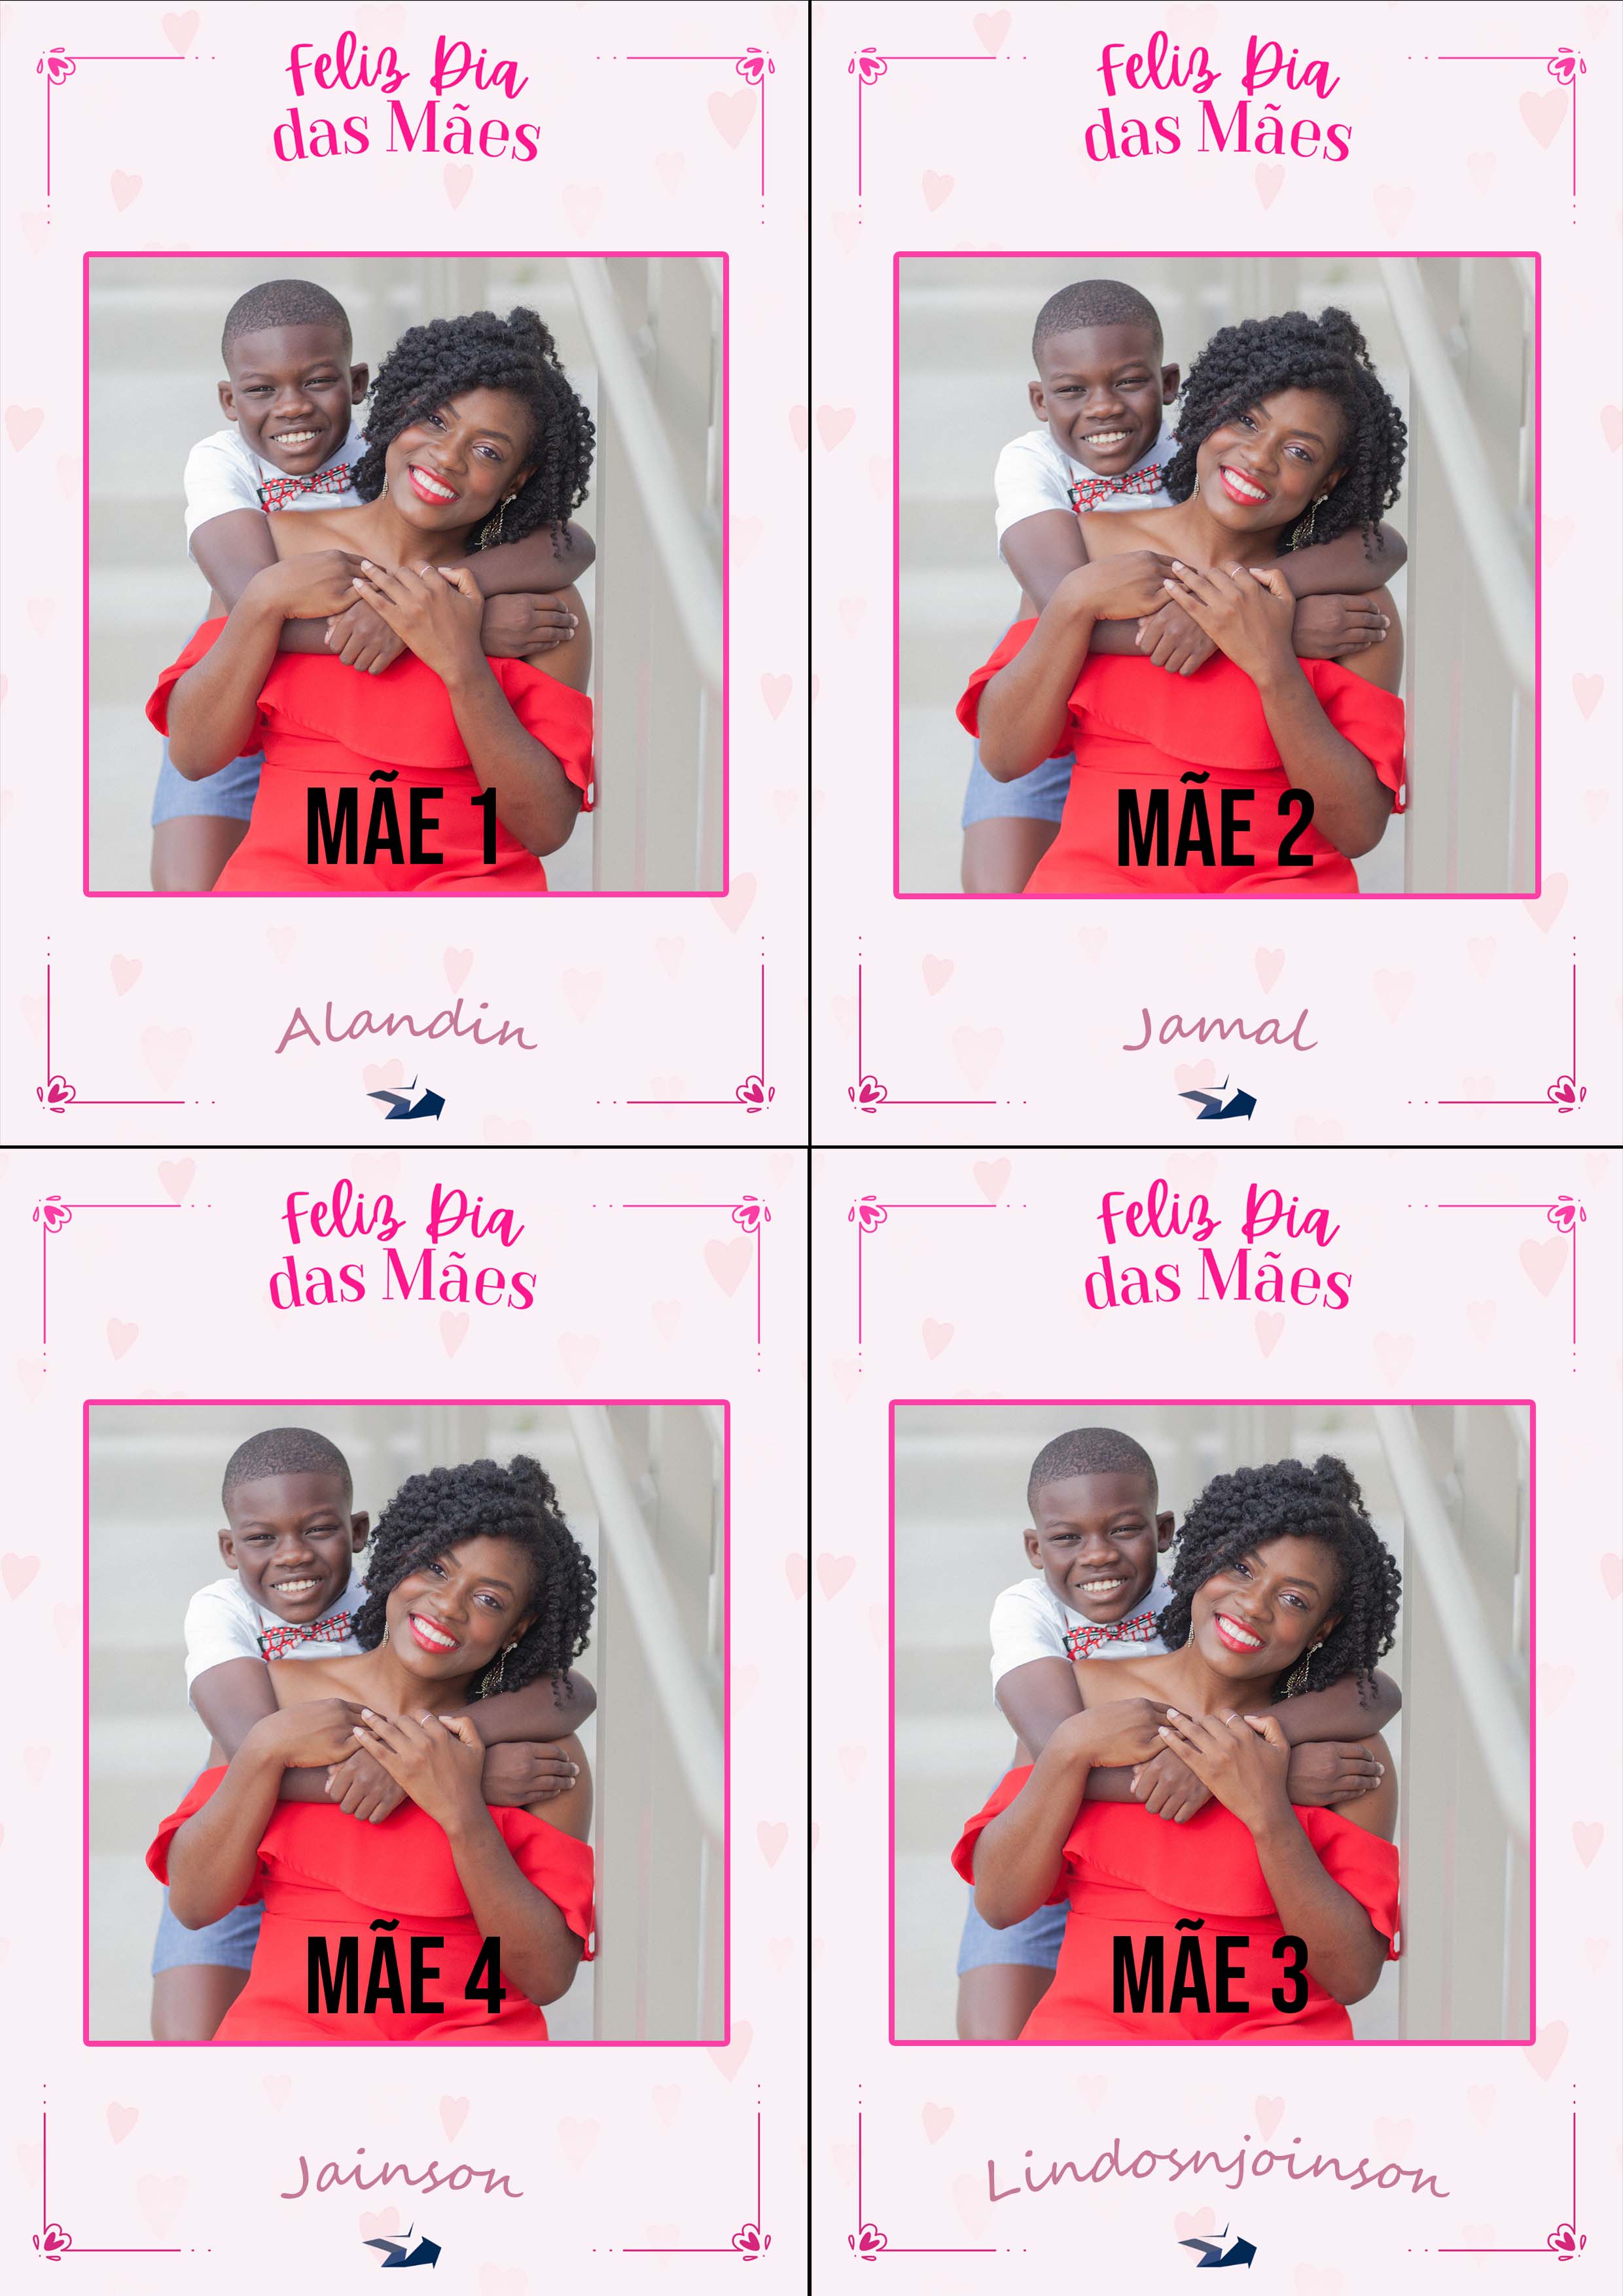 Feliz Dia
das Mães
MÃE 1
Alandin
Feliz Dia
das Mães
MÃE 2
Jamal
Feliz Dia
das Mães
MÃE 4
Jainson
Feliz Dia
das Mães
MÃE 3
Lindosnjoinson